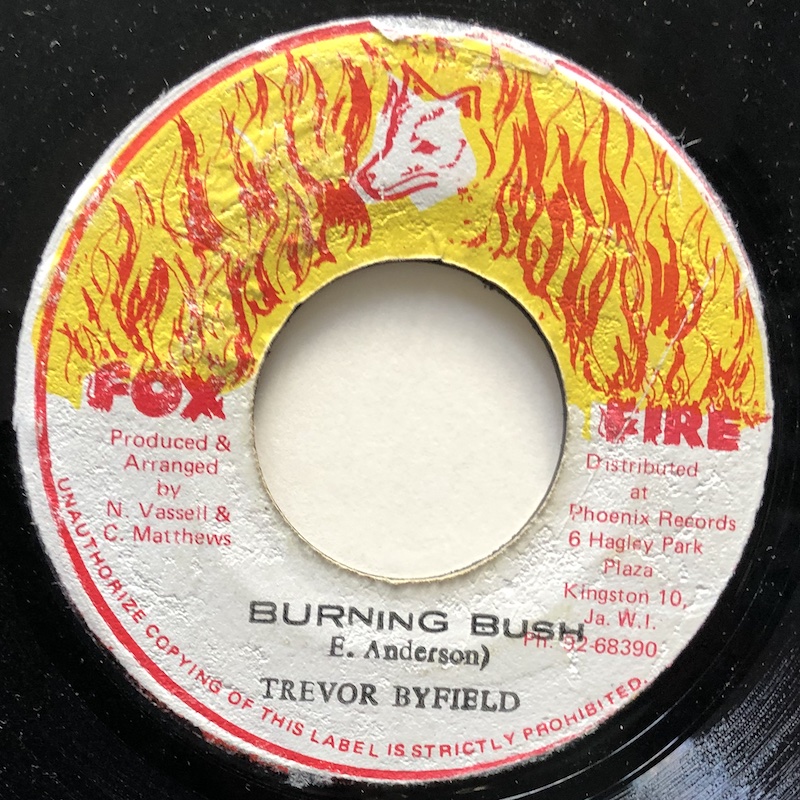 FOX FIRE
Produced &
Arranged
by
N. Vassell &
C. Matthews
Distributed
at
Phoenix Records
6 Hagley Park
Plaza
Kingston 10,
Ja. W.I.
Ph: 92-68390
BURNING BUSH
E. Anderson)
TREVOR BYFIELD
UNAUTHORIZE COPYING OF THIS LABEL IS STRICTLY PROHIBITED.